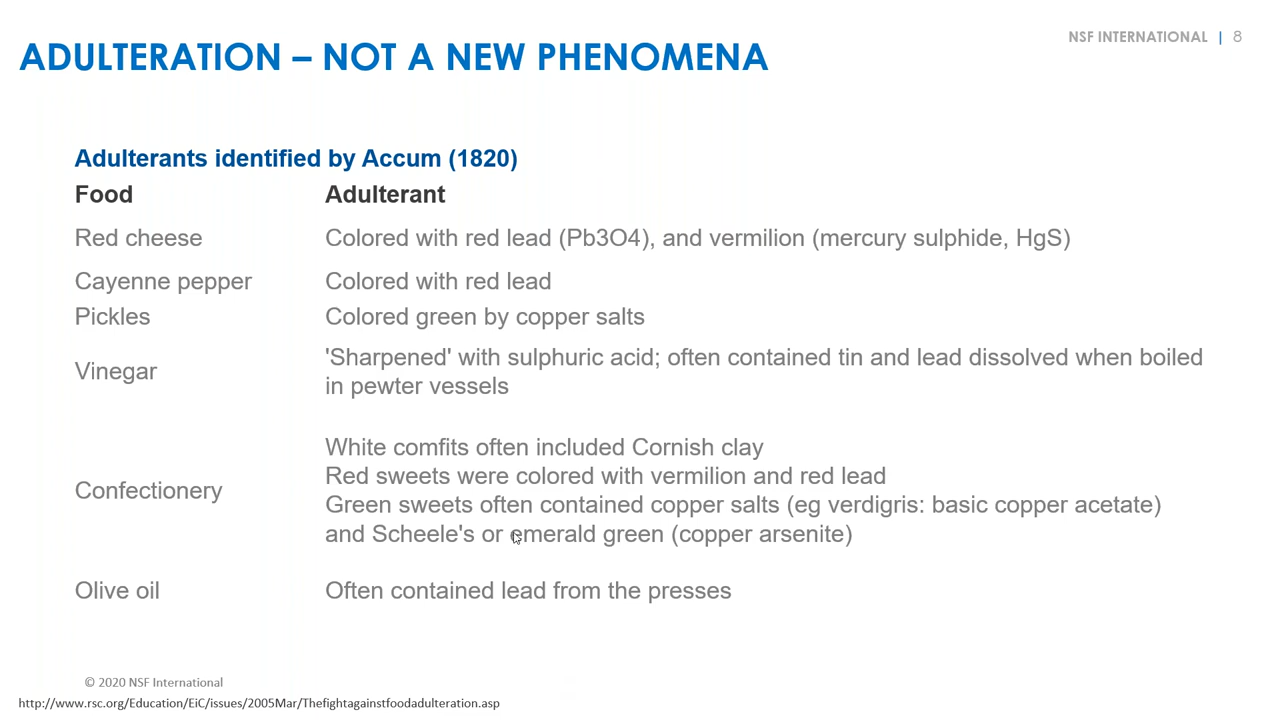 NSF INTERNATIONAL | 8
ADULTERATION – NOT A NEW PHENOMENA
Adulterants identified by Accum (1820)
Food Adulterant
Red cheese Colored with red lead (Pb3O4), and vermilion (mercury sulphide, HgS)
Cayenne pepper Colored with red lead
Pickles Colored green by copper salts
Vinegar 'Sharpened' with sulphuric acid; often contained tin and lead dissolved when boiled
in pewter vessels
Confectionery White comfits often included Cornish clay
Red sweets were colored with vermilion and red lead
Green sweets often contained copper salts (eg verdigris: basic copper acetate)
and Scheele's or emerald green (copper arsenite)
Olive oil Often contained lead from the presses
© 2020 NSF International
http://www.rsc.org/Education/EiC/issues/2005Mar/Thefightagainstfoodadulteration.asp